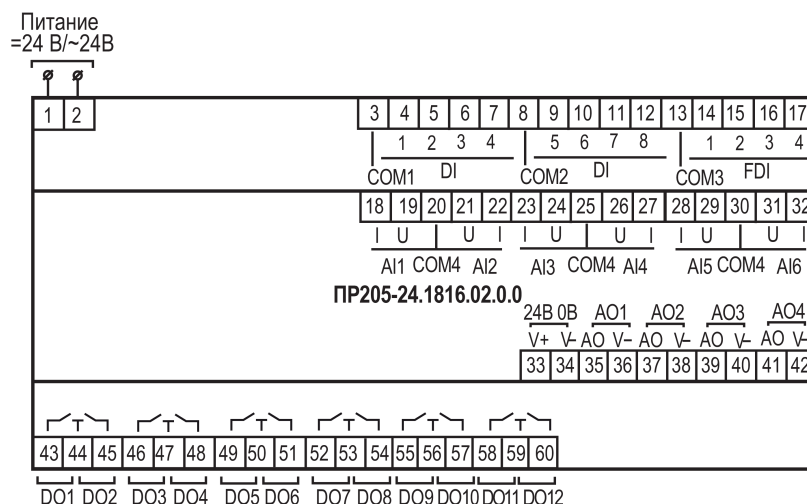 Питание
=24 В/~24В
1 2 3 4 5 6 7 8 9 10 11 12 13 14 15 16 17
1 2 3 4 5 6 7 8 1 2 3 4
COM1 DI COM2 DI COM3 FDI
18 19 20 21 22 23 24 25 26 27 28 29 30 31 32
I U U I I U U I I U U I
AI1 COM4 AI2 AI3 COM4 AI4 AI5 COM4 AI6
ПР205-24.1816.02.0.0
24В 0В AO1 AO2 AO3 AO4
V+ V– AO V– AO V– AO V– AO V–
33 34 35 36 37 38 39 40 41 42
43 44 45 46 47 48 49 50 51 52 53 54 55 56 57 58 59 60
DO1 DO2 DO3 DO4 DO5 DO6 DO7 DO8 DO9 DO10 DO11 DO12